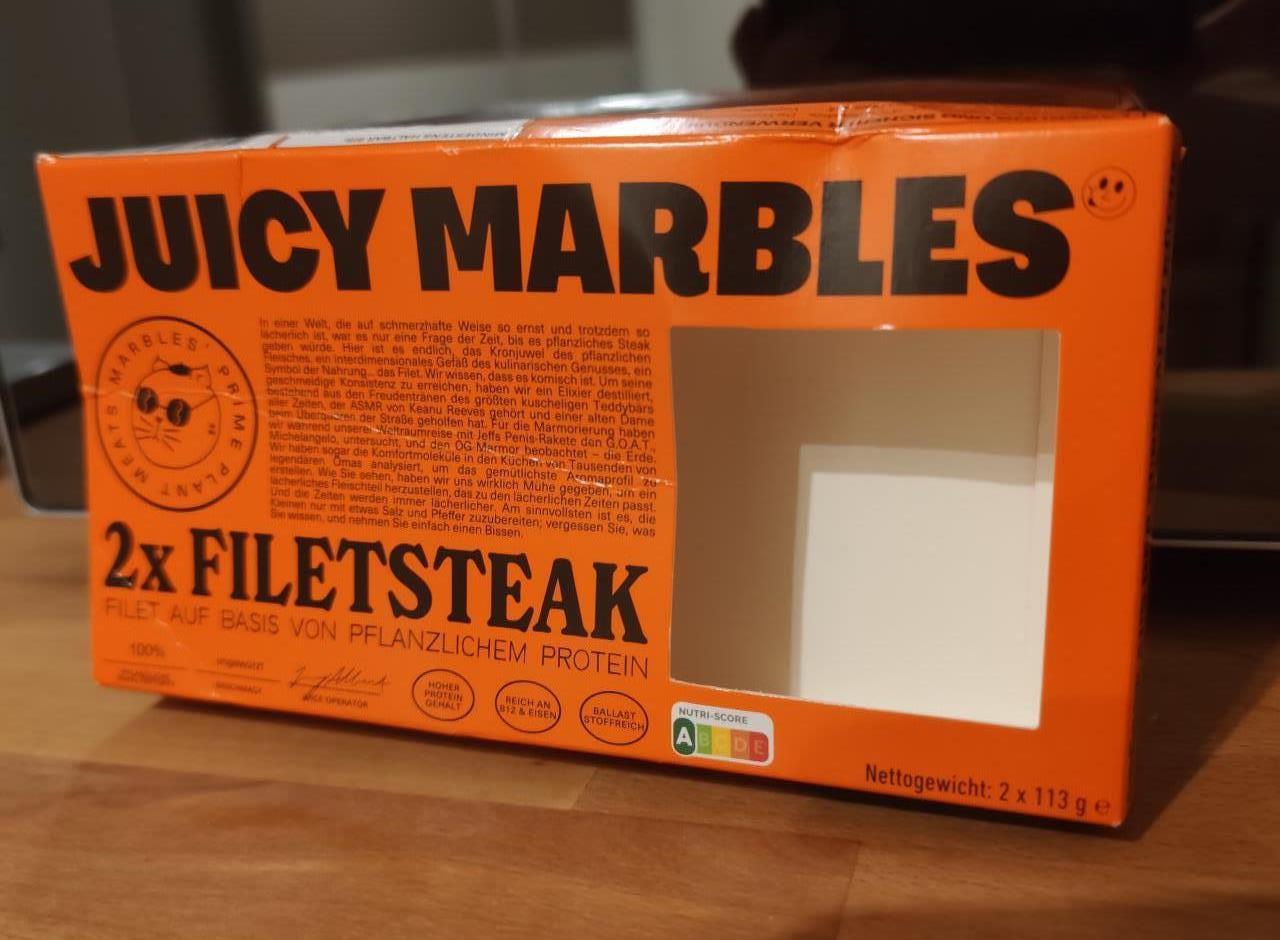 MINDESTENS HALTBAR BIS:
JUICY MARBLES
MARBLES' PRIME PLANT MEATS
In einer Welt, die auf schmerzhafte Weise so ernst und trotzdem so
lächerlich ist, war es nur eine Frage der Zeit, bis es pflanzliches Steak
geben würde. Hier ist es endlich, das Kronjuwel des pflanzlichen
Fleisches, ein interdimensionales Gefäß des kulinarischen Genusses, ein
Symbol der Nahrung... das Filet. Wir wissen, dass es komisch ist. Um seine
geschmeidige Konsistenz zu erreichen, haben wir ein Elixier destilliert,
bestehend aus den Freudentränen des größten kuscheligen Teddybärs
aller Zeiten, der ASMR von Keanu Reeves gehört und einer alten Dame
beim Überqueren der Straße geholfen hat. Für die Marmorierung haben
wir während unserer Weltraumreise mit Jeffs Penis-Rakete den G.O.A.T.,
Michelangelo, untersucht, und den OG Marmor beobachtet – die Erde.
Wir haben sogar die Komfortmoleküle in den Küchen von Tausenden von
legendären Omas analysiert, um das gemütlichste Aromaprofil zu
erstellen. Wie Sie sehen, haben wir uns wirklich Mühe gegeben, um ein
lächerliches Fleischteil herzustellen, das zu den lächerlichen Zeiten passt.
Und die Zeiten werden immer lächerlicher. Am sinnvollsten ist es, die
Kleinen nur mit etwas Salz und Pfeffer zuzubereiten; vergessen Sie, was
Sie wissen, und nehmen Sie einfach einen Bissen.
2x FILETSTEAK
FILET AUF BASIS VON PFLANZLICHEM PROTEIN
100%
ungewürzt
GESCHMACK
OPERATOR
HOHER
PROTEIN
GEHALT
REICH AN
B12 & EISEN
BALLAST
STOFFREICH
NUTRI-SCORE
A B C D E
Nettogewicht: 2 x 113 g e